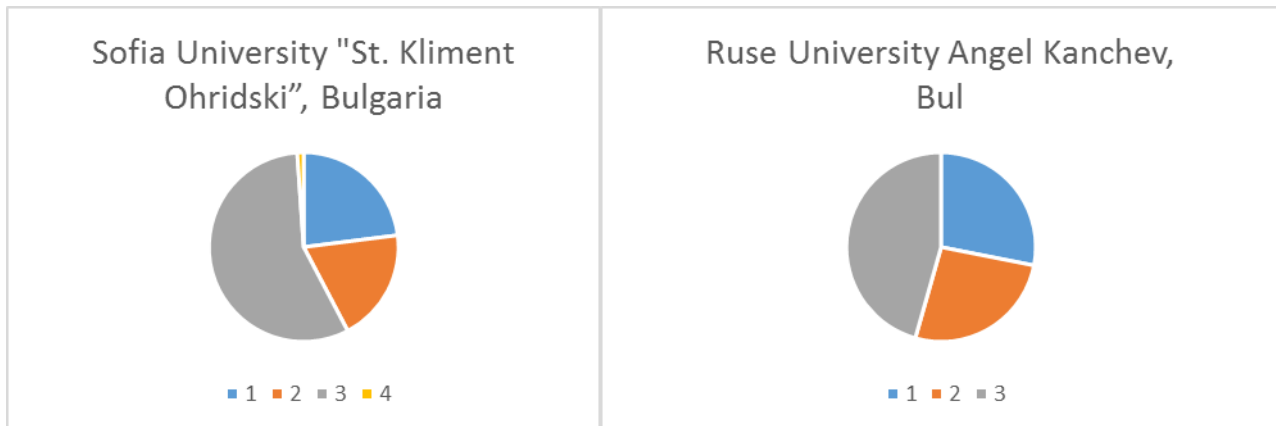 Sofia University "St. Kliment
Ohridski”, Bulgaria
1 2 3 4
Ruse University Angel Kanchev,
Bul
1 2 3